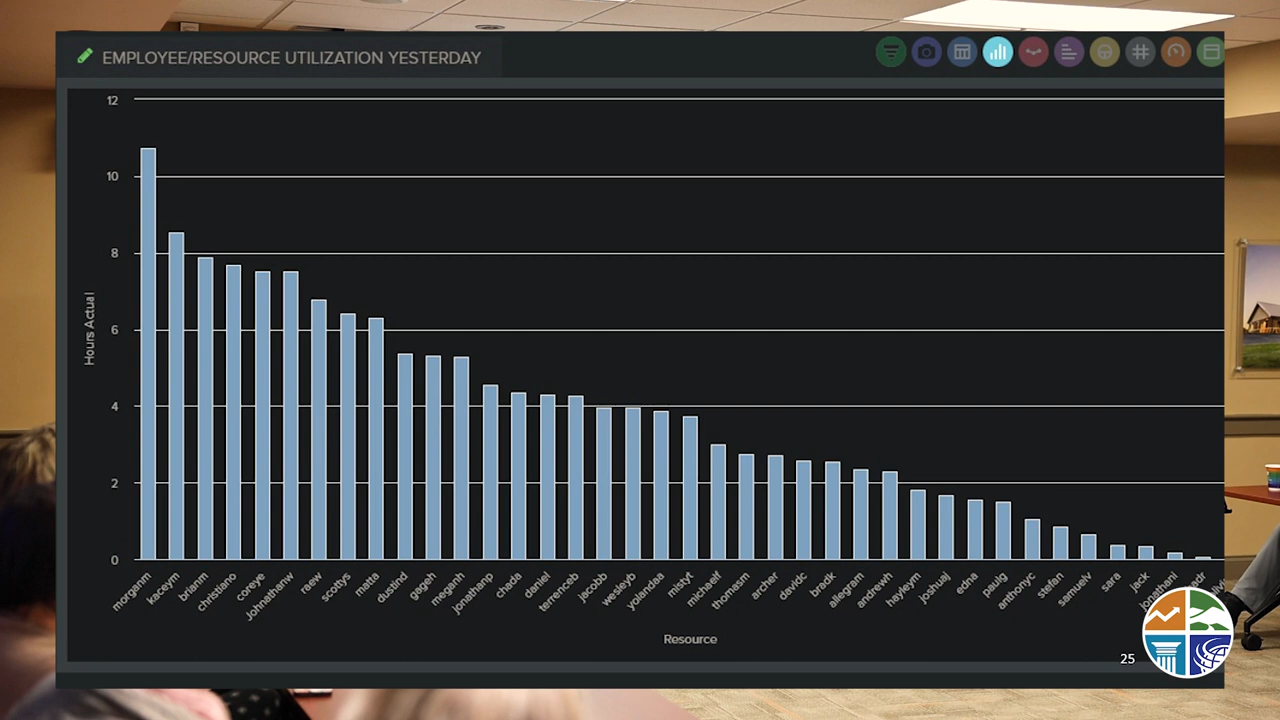 EMPLOYEE/RESOURCE UTILIZATION YESTERDAY
12
10
8
6
4
2
0
Hours Actual
morganm
kaceym
brianm
christiano
coreye
Johnathanw
raew
scottys
matta
dustind
gageh
meganh
jonathanp
chada
daniel
terrenceb
jacobb
wesleyb
yolandaa
mistyt
michaelf
thomasm
archer
davidc
bradk
allegram
andrewh
hayleym
joshuaj
edna
paulg
anthonyc
stefan
samuelv
sara
jack
Resource
25